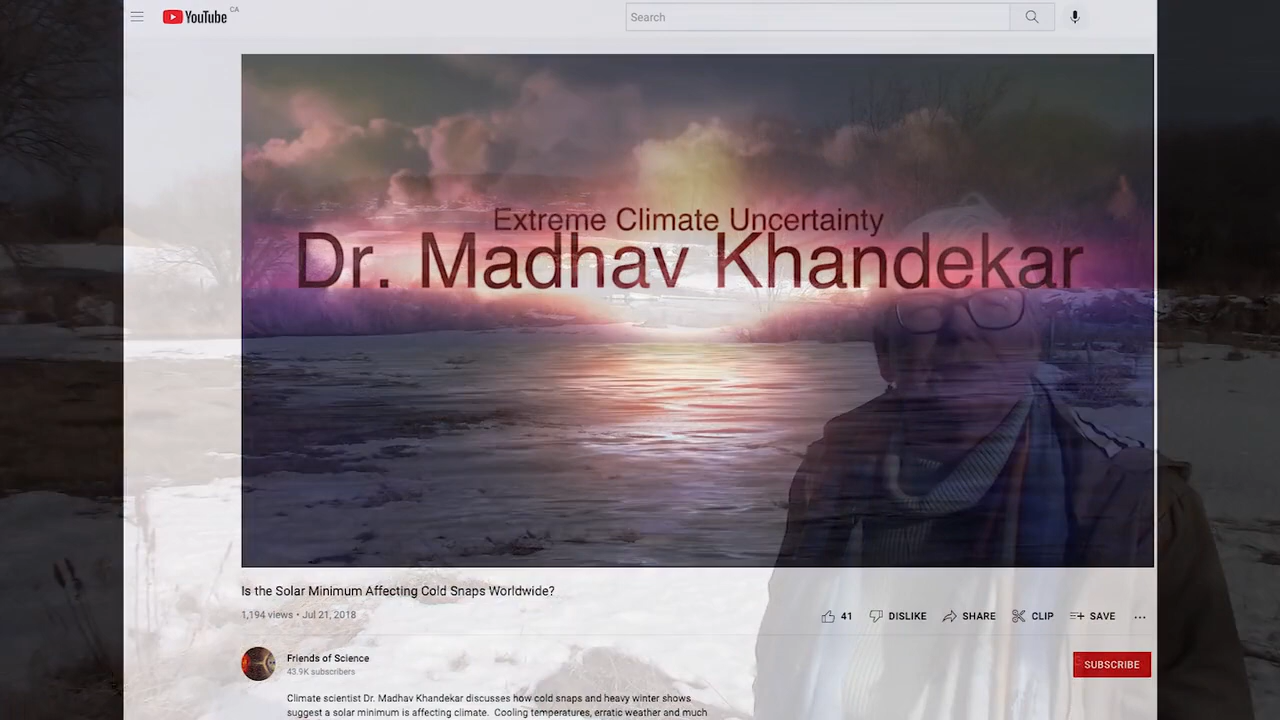 YouTube CA
Search
Extreme Climate Uncertainty
Dr. Madhav Khandekar
Is the Solar Minimum Affecting Cold Snaps Worldwide?
1,194 views • Jul 21, 2018
41 DISLIKE SHARE CLIP SAVE ...
Friends of Science
43.9K subscribers
SUBSCRIBE
Climate scientist Dr. Madhav Khandekar discusses how cold snaps and heavy winter shows
suggest a solar minimum is affecting climate. Cooling temperatures, erratic weather and much